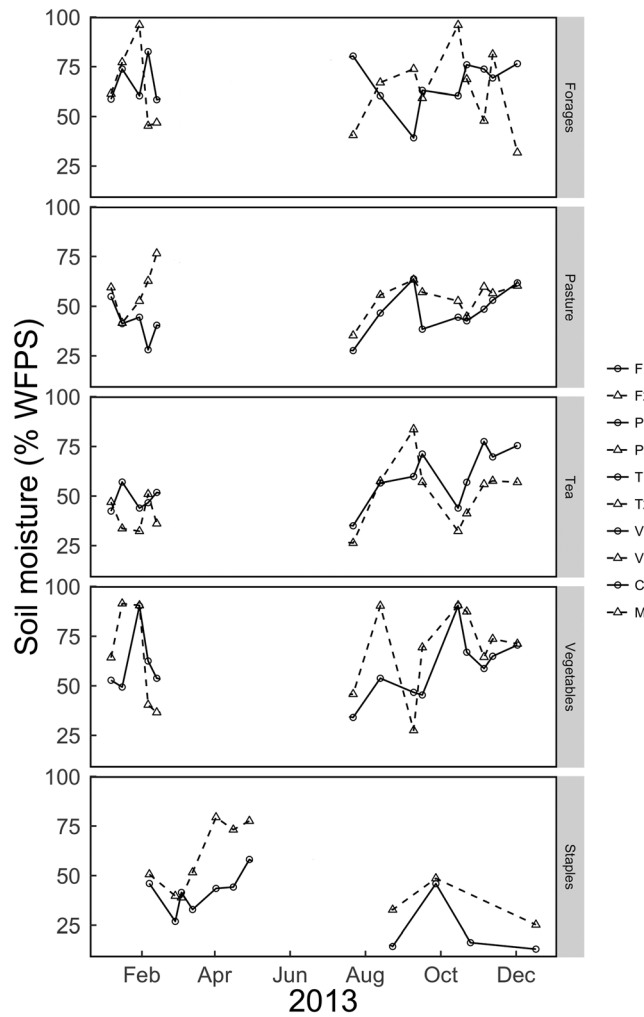 Soil moisture (% WFPS)
100
75
50
25
Forages
100
75
50
25
Pasture
100
75
50
25
Tea
100
75
50
25
Vegetables
100
75
50
25
Staples
Feb Apr Jun Aug Oct Dec
2013
F
F
P
P
T
T
V
V
C
M